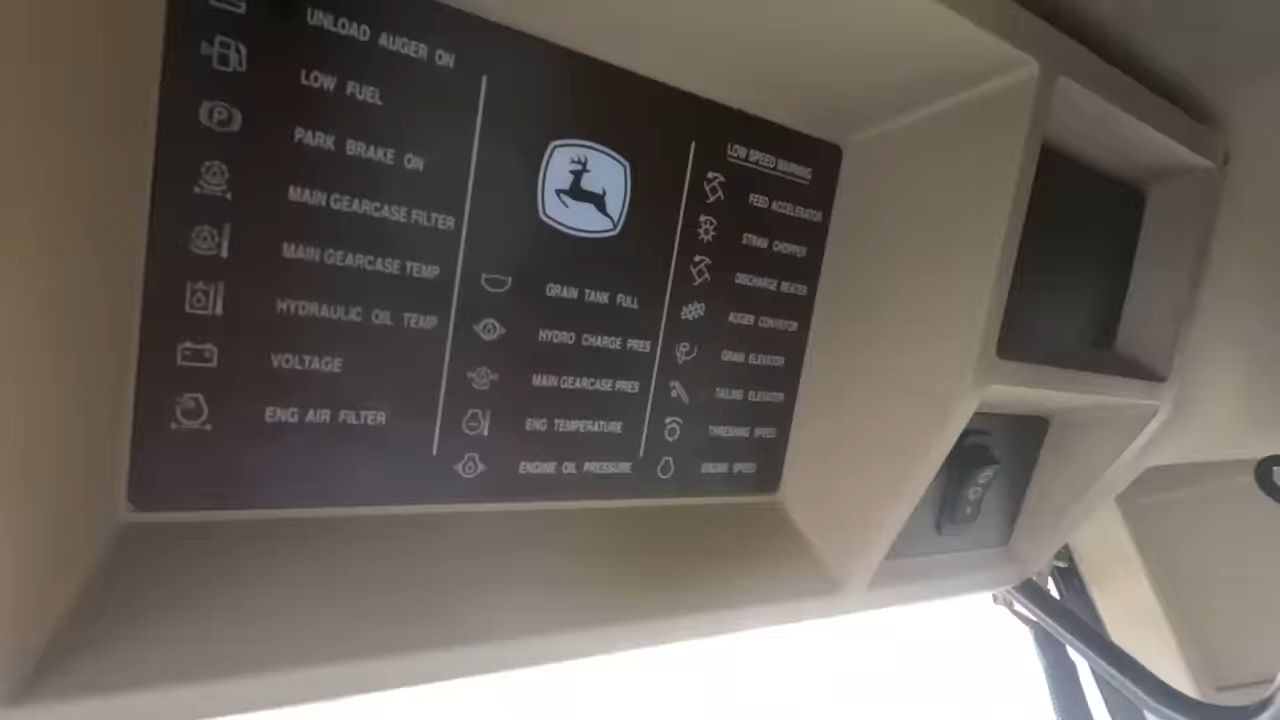 UNLOAD AUGER ON
LOW FUEL
PARK BRAKE ON
MAIN GEARCASE FILTER
MAIN GEARCASE TEMP
HYDRAULIC OIL TEMP
VOLTAGE
ENG AIR FILTER
GRAIN TANK FULL
HYDRO CHARGE PRES
MAIN GEARCASE PRES
ENG TEMPERATURE
ENGINE OIL PRESSURE
LOW SPEED WARNING
FEED ACCELERATOR
STRAW CHOPPER
DISCHARGE BEATER
AUGER CONVEYOR
GRAIN ELEVATOR
TAILING ELEVATOR
THRESHING SPEED
ENGINE SPEED